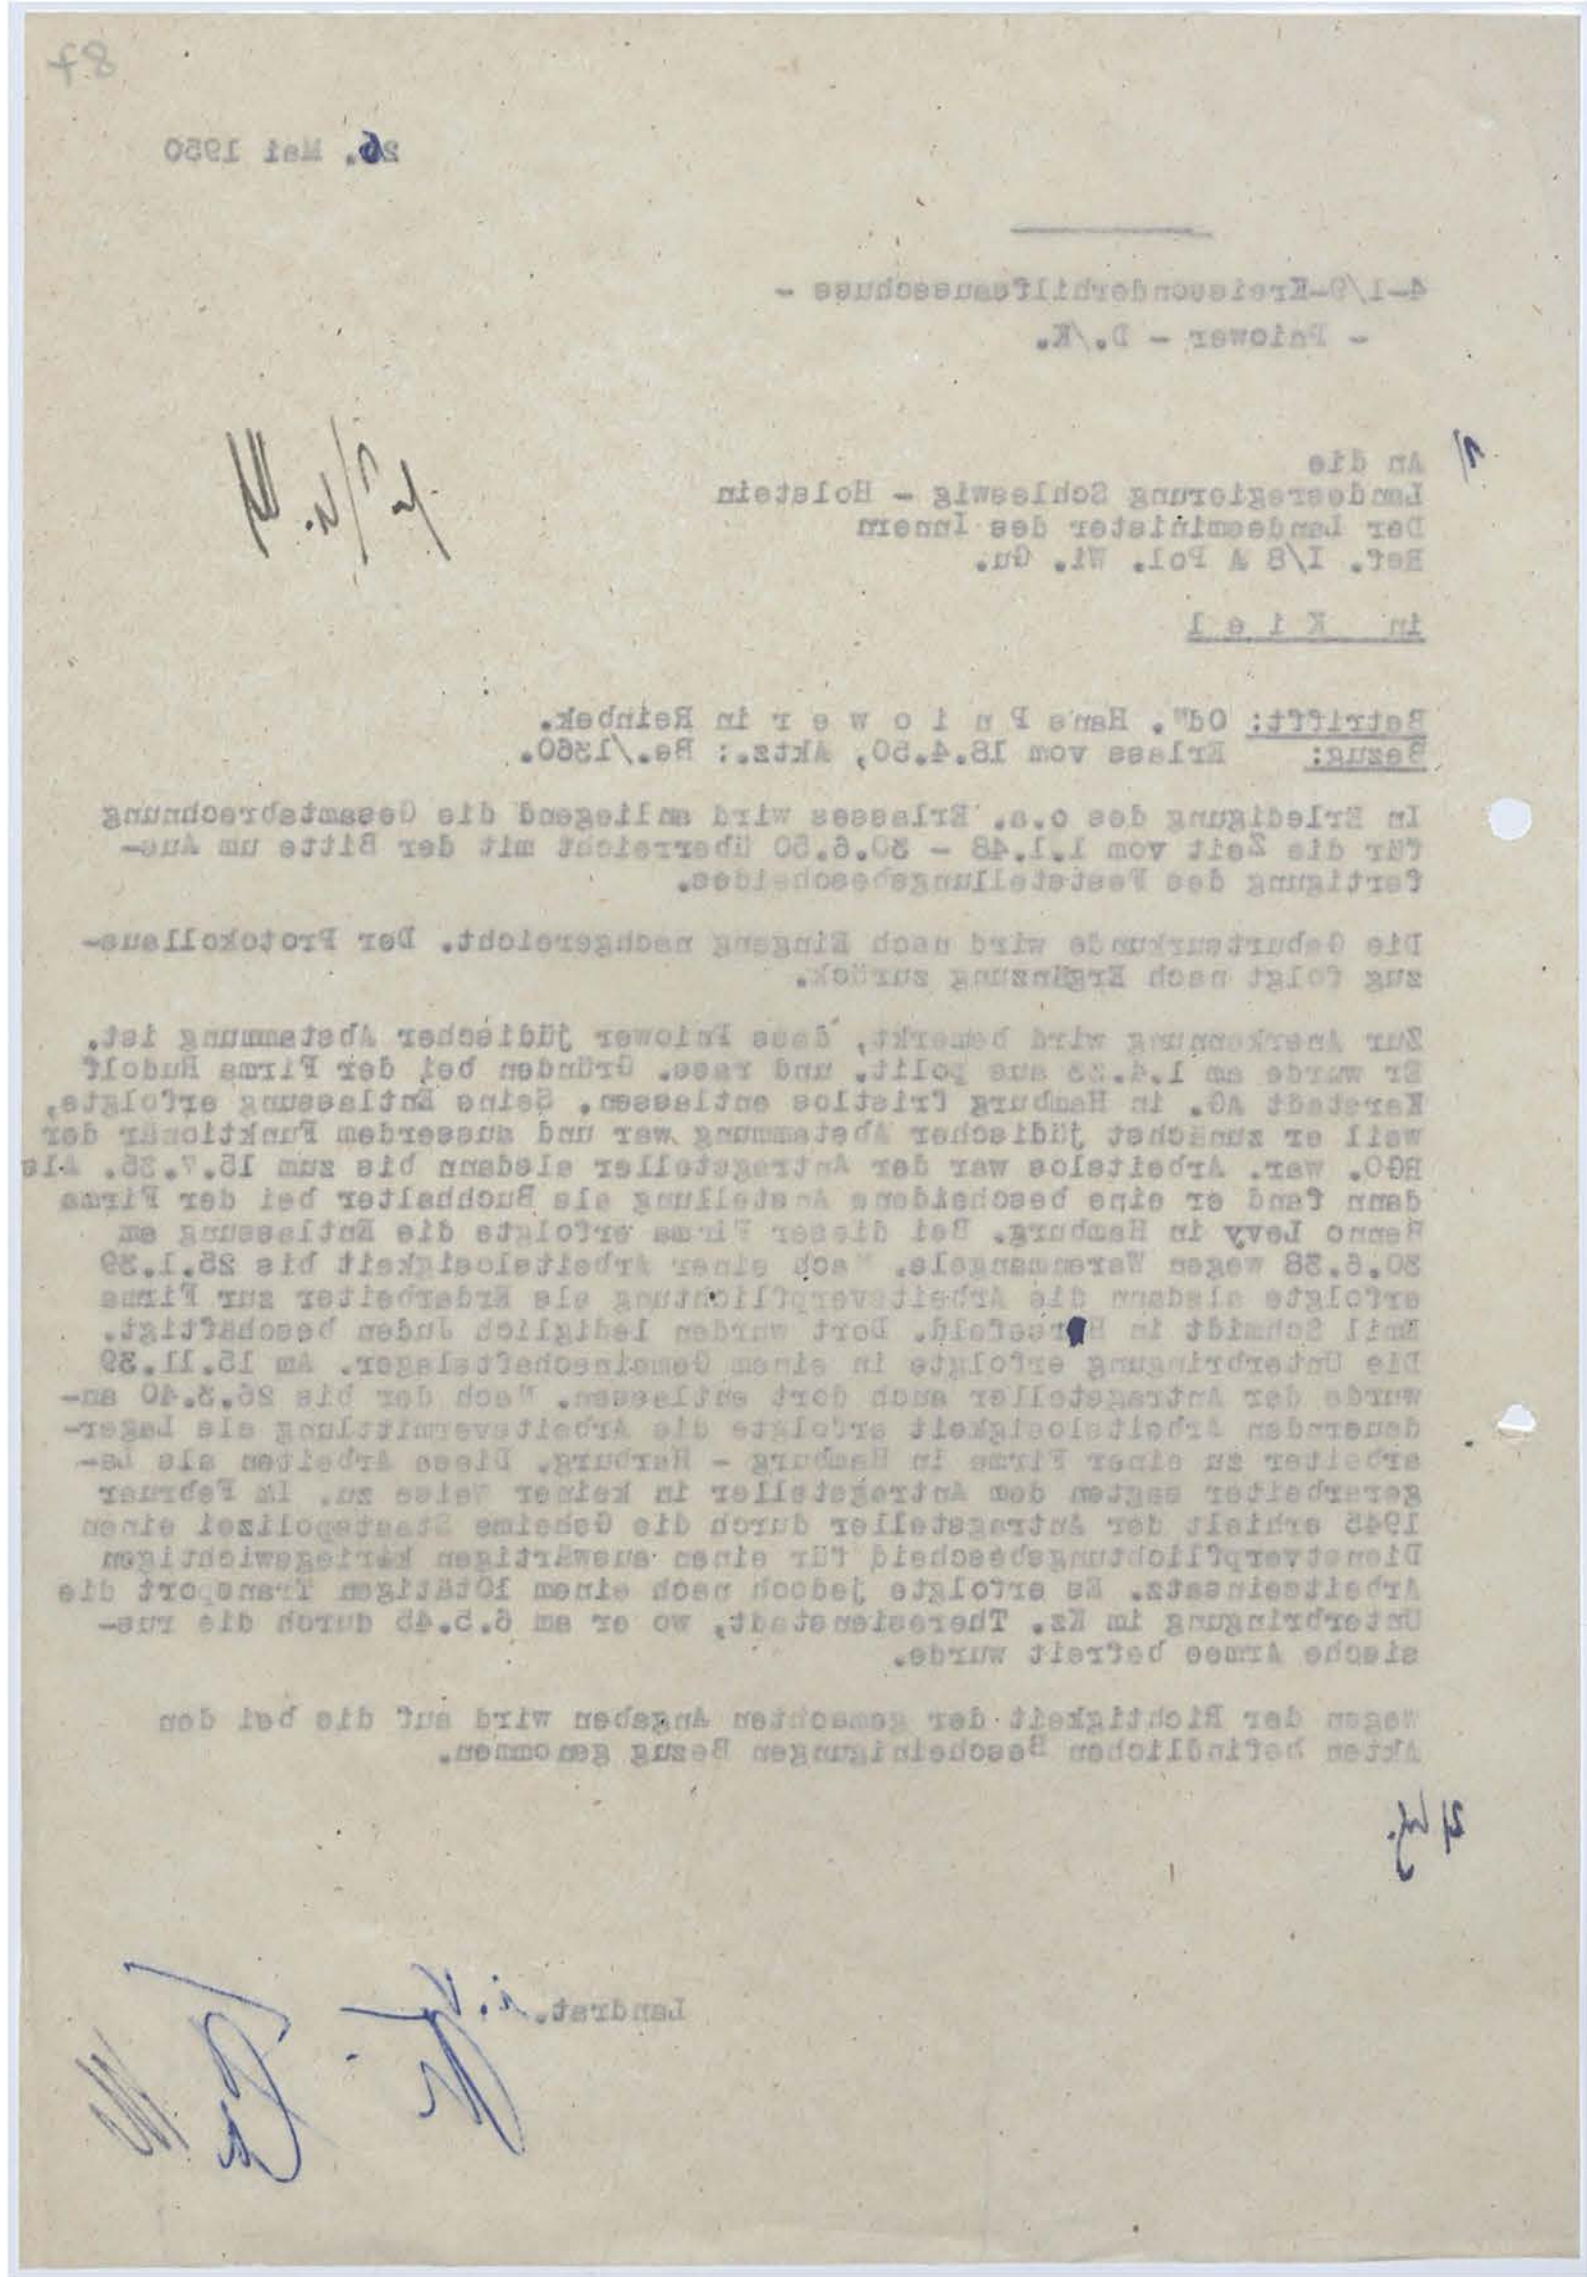 26. Mai 1950
4-1/9-Kreissonderhilfsausschuss -
- Pniower - D./K.
1/
An die
Landesregierung Schleswig - Holstein
Der Landesminister des Innern
Ref. I/8 A Pol. Wi. Gu.
in K i e l
Betrifft: OdN. Hans P n i o w e r in Reinbek.
Bezug: Erlass vom 18.4.50, Aktz.: Be./1360.
In Erledigung des o.a. Erlasses wird anliegend die Gesamtabrechnung
für die Zeit vom 1.1.48 - 30.6.50 überreicht mit der Bitte um Aus-
fertigung des Feststellungsbescheides.
Die Geburtsurkunde wird nach Eingang nachgereicht. Der Protokollaus-
zug folgt nach Ergänzung zurück.
Zur Anerkennung wird bemerkt, dass Pniower jüdischer Abstammung ist.
Er wurde am 1.4.33 aus polit. und rass. Gründen bei der Firma Rudolf
Karstadt AG. in Hamburg fristlos entlassen. Seine Entlassung erfolgte,
weil er zunächst jüdischer Abstammung war und ausserdem Funktionär der
RGO. war. Arbeitslos war der Antragsteller alsdann bis zum 15.7.35. Als
dann fand er eine bescheidene Anstellung als Buchhalter bei der Firma
Benno Levy in Hamburg. Bei dieser Firma erfolgte die Entlassung am
30.6.38 wegen Warenmangels. Nach einer Arbeitslosigkeit bis 25.1.39
erfolgte alsdann die Arbeitsverpflichtung als Erdarbeiter zur Firma
Emil Schmidt in Harsefeld. Dort wurden lediglich Juden beschäftigt.
Die Unterbringung erfolgte in einem Gemeinschaftslager. Am 15.11.39
wurde der Antragsteller auch dort entlassen. Nach der bis 26.3.40 an-
dauernden Arbeitslosigkeit erfolgte die Arbeitsvermittlung als Lager-
arbeiter zu einer Firma in Hamburg - Harburg. Diese Arbeiten als La-
gerarbeiter sagten dem Antragsteller in keiner Weise zu. Im Februar
1945 erhielt der Antragsteller durch die Geheime Staatspolizei einen
Dienstverpflichtungsbescheid für einen auswärtigen kriegswichtigen
Arbeitseinsatz. Es erfolgte jedoch nach einem 10tätigen Transport die
Unterbringung im Kz. Theresienstadt, wo er am 6.5.45 durch die rus-
sische Armee befreit wurde.
Wegen der Richtigkeit der gemachten Angaben wird auf die bei den
Akten befindlichen Bescheinigungen Bezug genommen.
2/
Landrat.